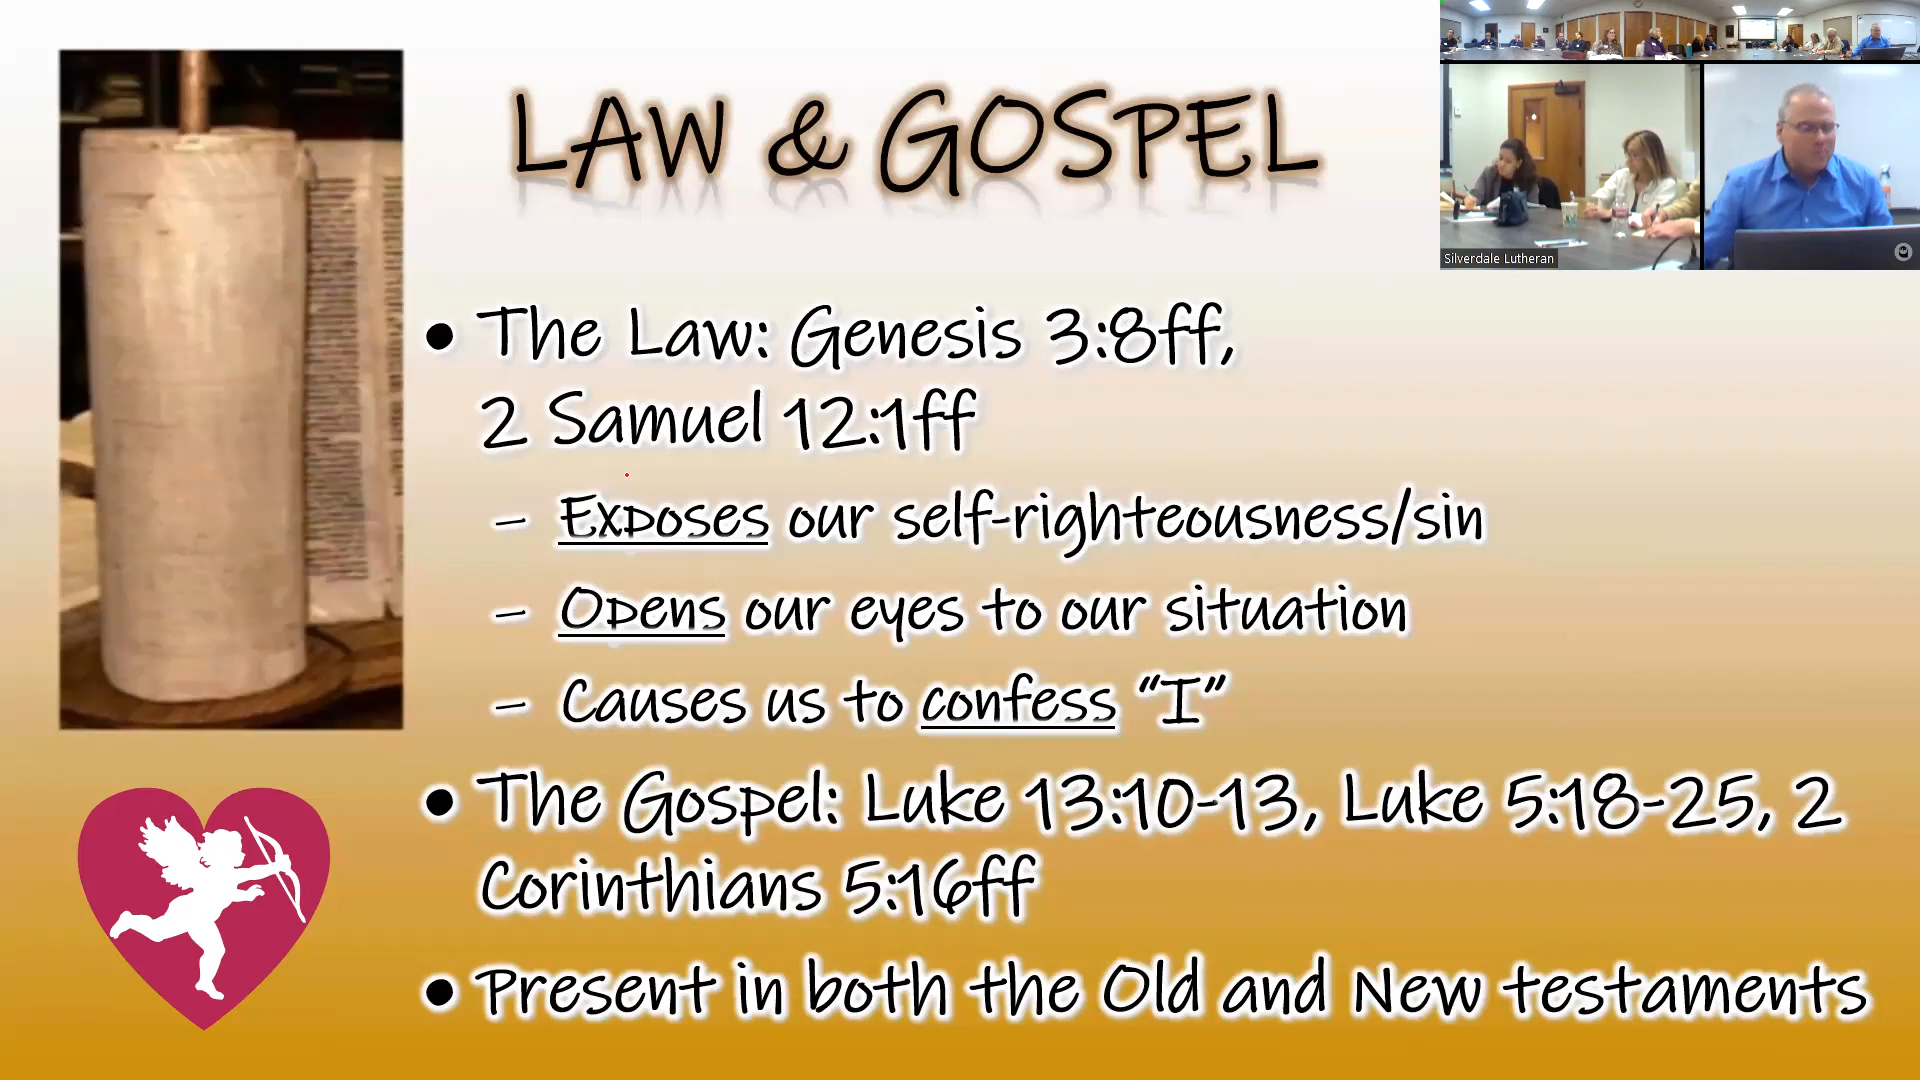 LAW & GOSPEL
Silverdale Lutheran
• The Law: Genesis 3:8ff,
2 Samuel 12:1ff
– Exposes our self-righteousness/sin
– Opens our eyes to our situation
– Causes us to confess “I”
• The Gospel: Luke 13:10-13, Luke 5:18-25, 2
Corinthians 5:16ff
• Present in both the Old and New testaments